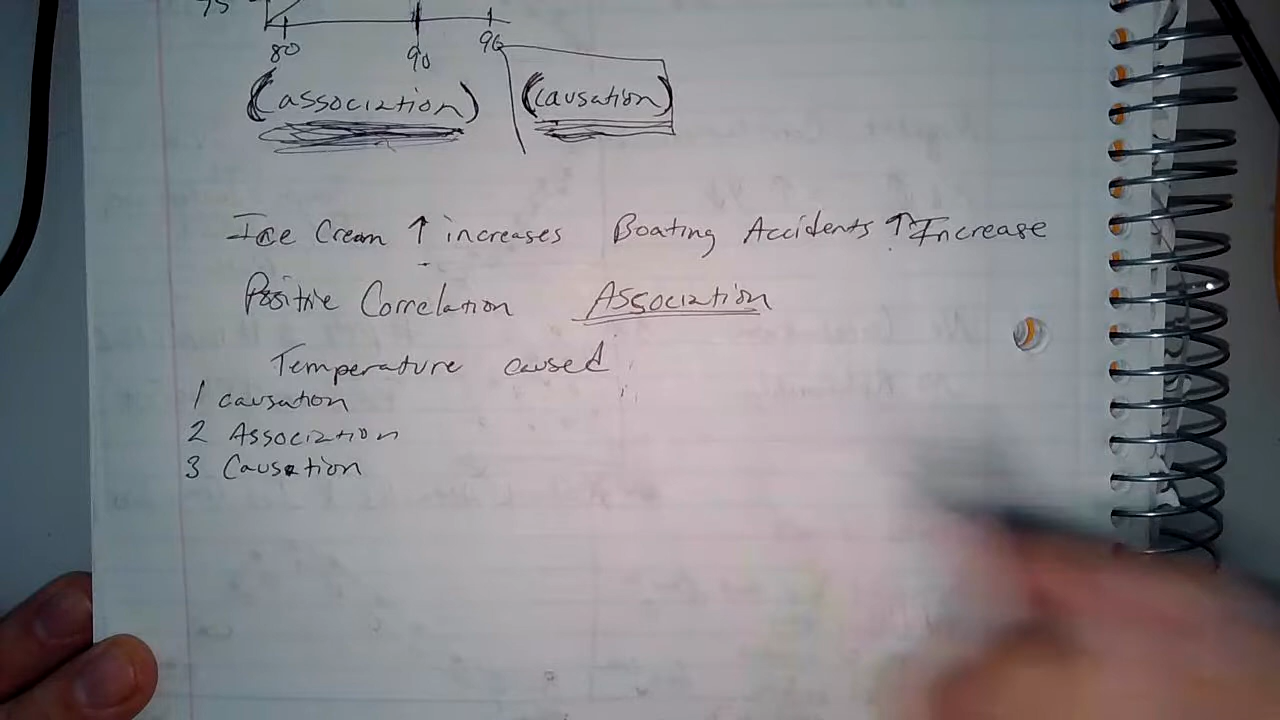 75
80 90 96
(association) (causation)
Ice Cream ↑ increases Boating Accidents ↑ Increase
Positive Correlation Association
Temperature caused
1 causation
2 Association
3 Causation